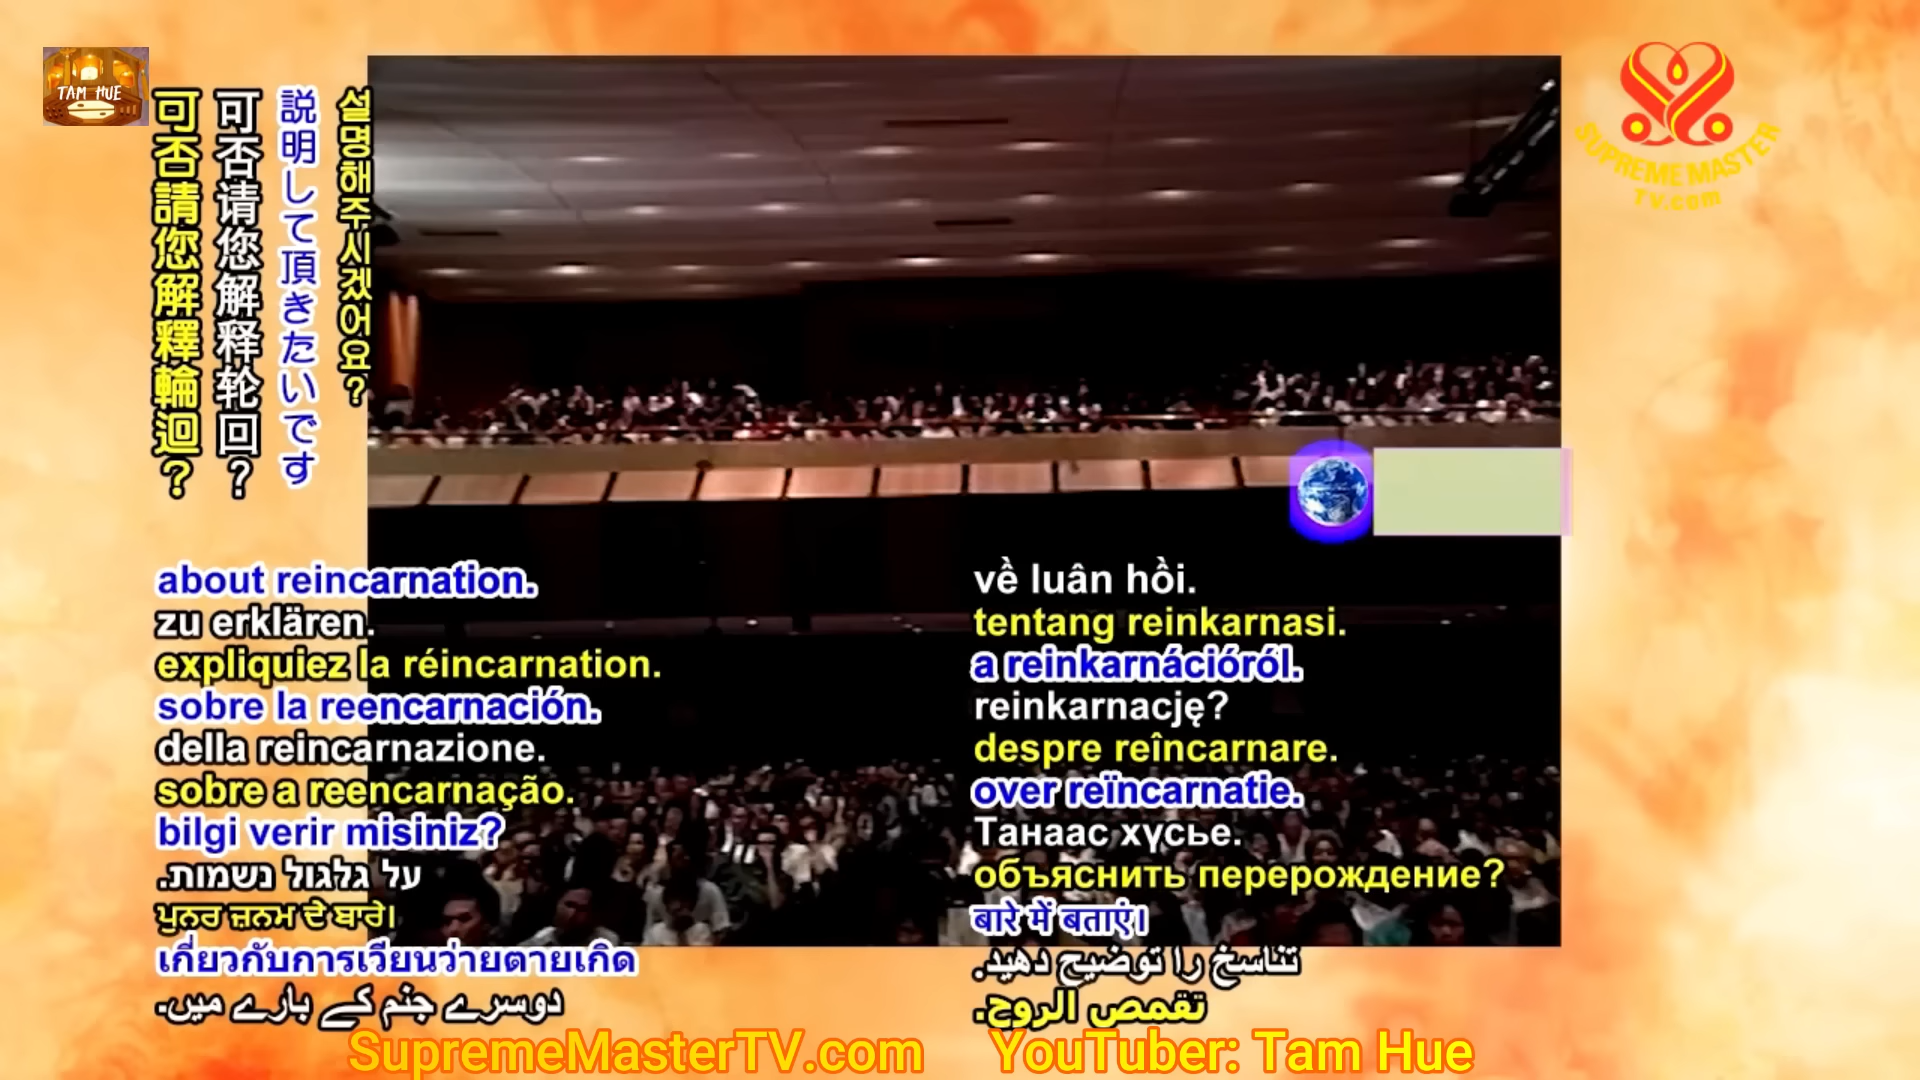 TAM HUE
可否請您解釋輪迴？
可否请您解释轮回？
説明して頂きたいです
설명해주시겠어요?
SUPREME MASTER
TV.com
about reincarnation.
zu erklären.
expliquiez la réincarnation.
sobre la reencarnación.
della reincarnazione.
sobre a reencarnação.
bilgi verir misiniz?
על גלגול נשמות.
ਪੁਨਰ ਜ਼ਨਮ ਦੇ ਬਾਰੇ।
เกี่ยวกับการเวียนว่ายตายเกิด
دوسرے جنم کے بارے میں.
về luân hồi.
tentang reinkarnasi.
a reinkarnációról.
reinkarnację?
despre reîncarnare.
over reïncarnatie.
Танаас хүсье.
объяснить перерождение?
बारे में बताएं।
تناسخ را توضیح دهید.
تقمص الروح.
SupremeMasterTV.com
YouTuber: Tam Hue